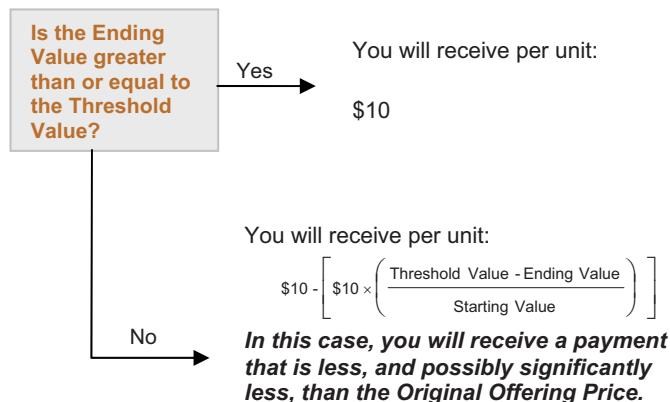 Is the Ending
Value greater
than or equal to
the Threshold
Value?
Yes
You will receive per unit:
$10
No
You will receive per unit:
$10 - [ $10 × ( Threshold Value - Ending Value / Starting Value ) ]
In this case, you will receive a payment
that is less, and possibly significantly
less, than the Original Offering Price.